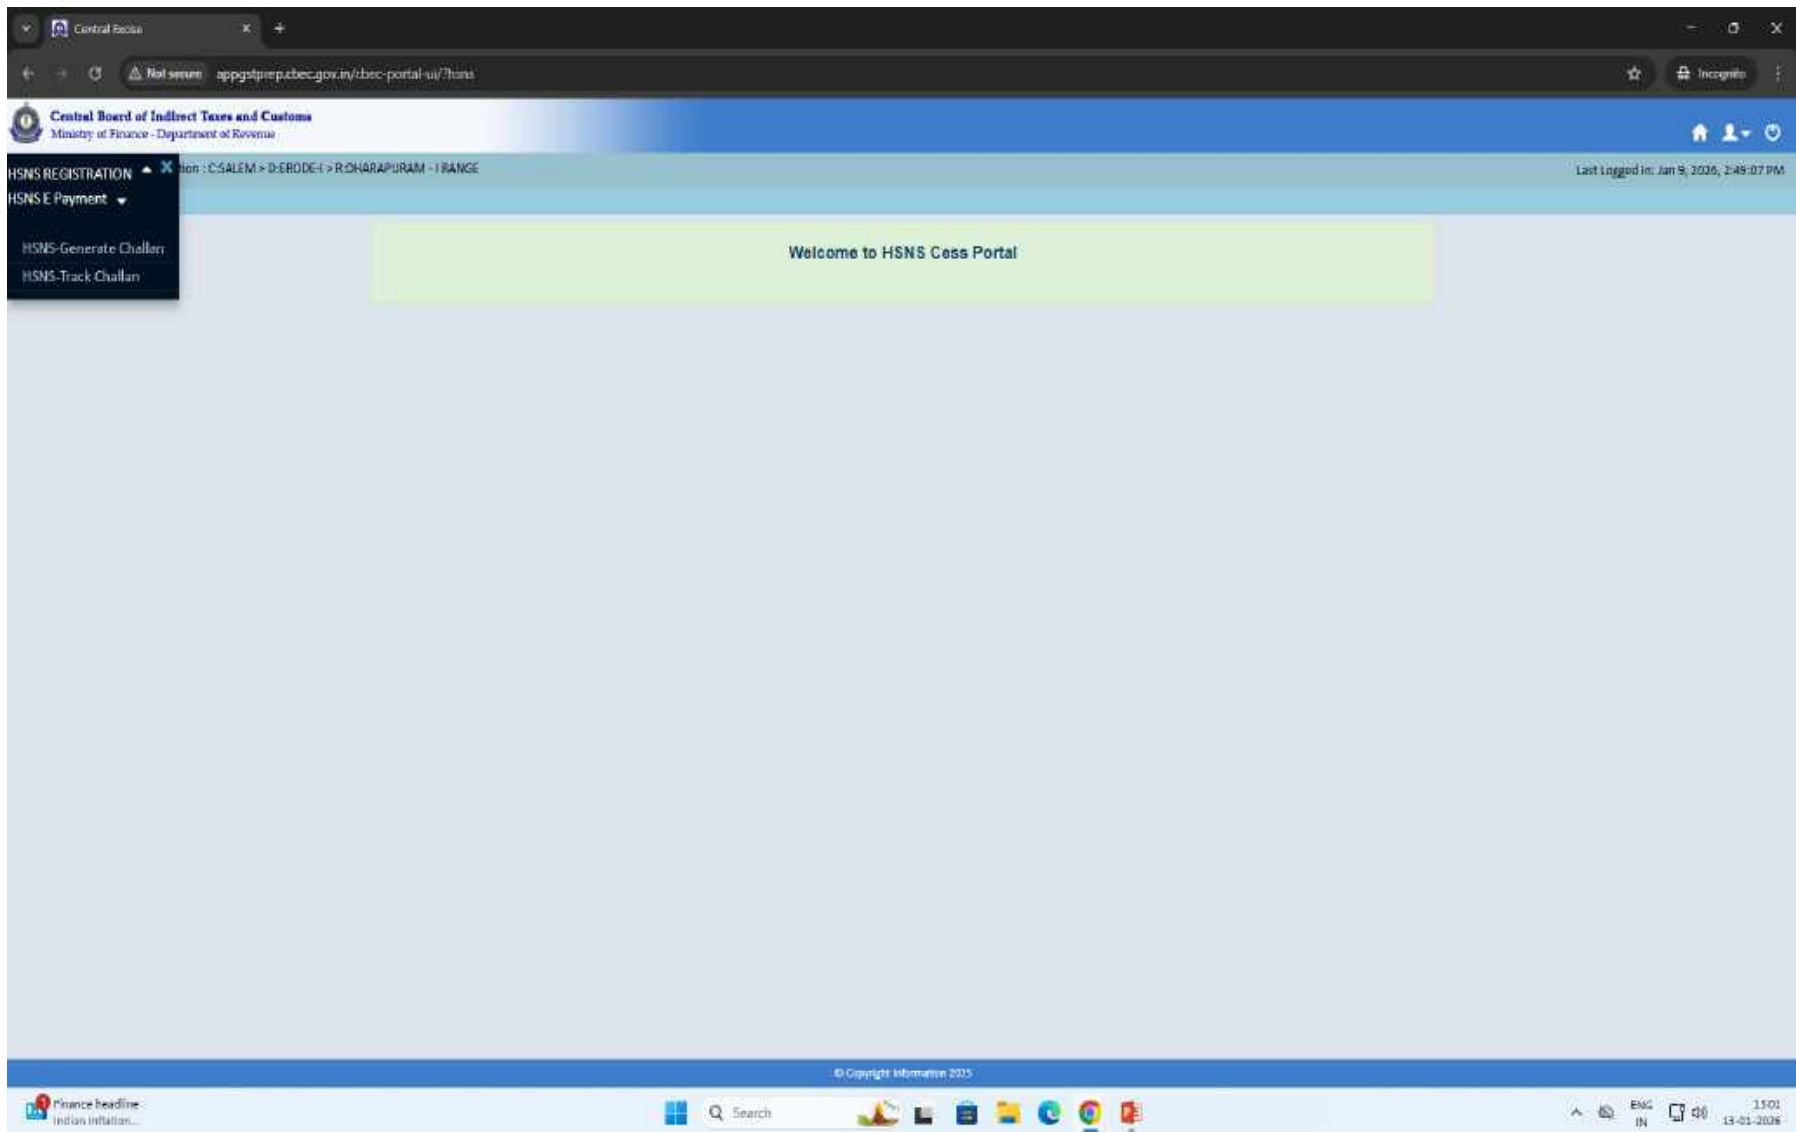 Central Excise
Not secure appgstprep.cbec.gov.in/cbec-portal-ui/?hsns
Incognito
Central Board of Indirect Taxes and Customs
Ministry of Finance - Department of Revenue
HSNS REGISTRATION
tion : C:SALEM > D:ERODE-I > R:DHARAPURAM - I RANGE
Last Logged in: Jan 9, 2026, 2:49:07 PM
HSNS E Payment
HSNS-Generate Challan
HSNS-Track Challan
Welcome to HSNS Cess Portal
© Copyright Information 2025
1
Finance headline
Indian inflation...
Search
ENG
IN
15:01
13-01-2026